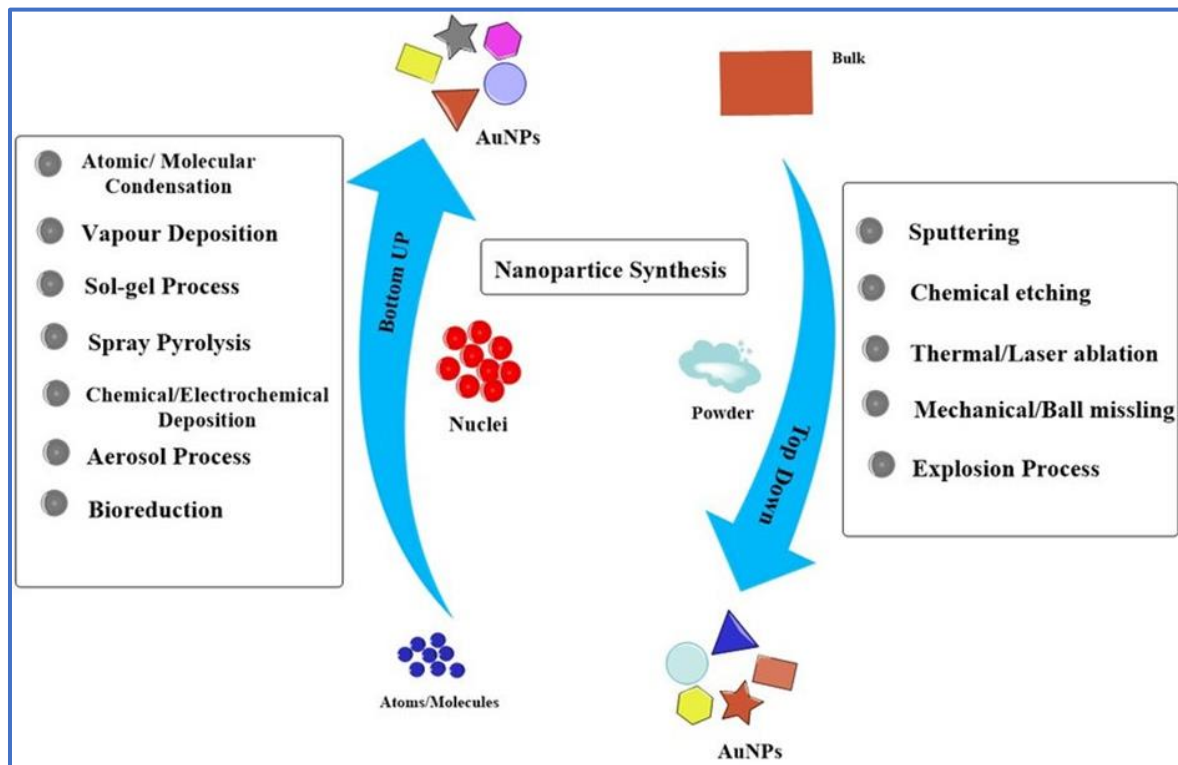 AuNPs
Bulk
Atomic/ Molecular
Condensation
Vapour Deposition
Sol-gel Process
Spray Pyrolysis
Chemical/Electrochemical
Deposition
Aerosol Process
Bioreduction
Bottom UP
Nanopartice Synthesis
Nuclei
Powder
Top Down
Sputtering
Chemical etching
Thermal/Laser ablation
Mechanical/Ball missling
Explosion Process
Atoms/Molecules
AuNPs